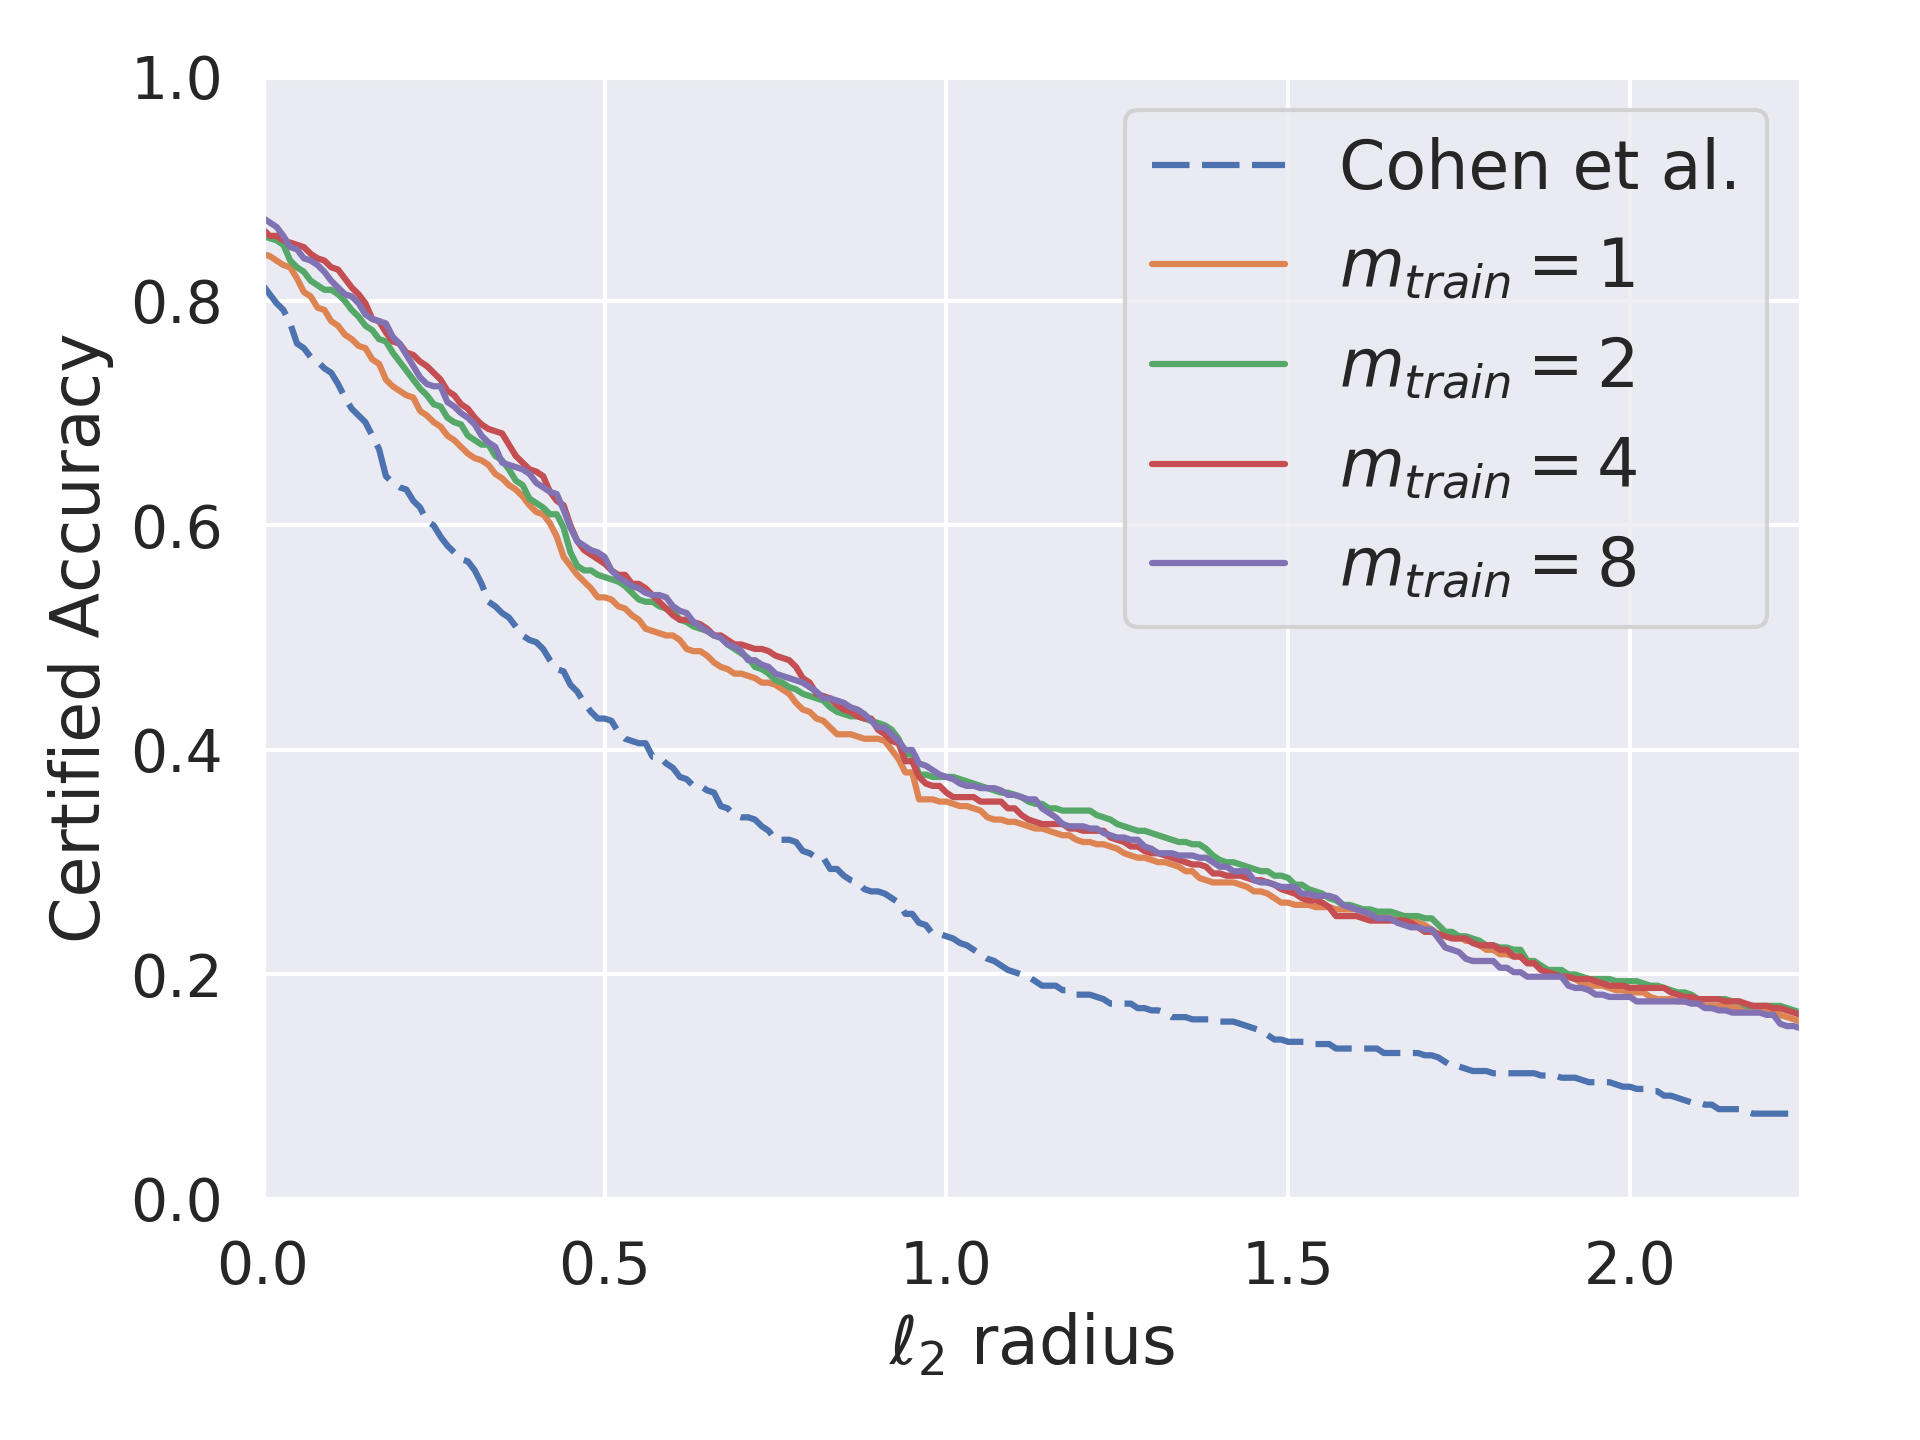 Certified Accuracy
1.0
0.8
0.6
0.4
0.2
0.0
0.0 0.5 1.0 1.5 2.0
ℓ₂ radius
Cohen et al.
m_train = 1
m_train = 2
m_train = 4
m_train = 8